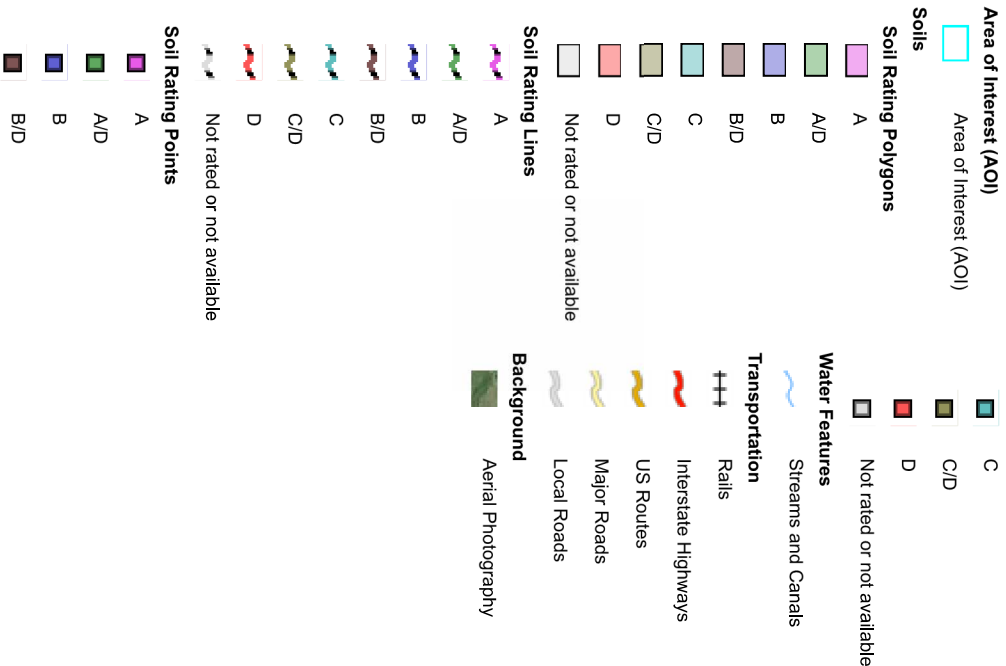 Area of Interest (AOI)
Area of Interest (AOI)
Soils
Soil Rating Polygons
A
A/D
B
B/D
C
C/D
D
Not rated or not available
Soil Rating Lines
A
A/D
B
B/D
C
C/D
D
Not rated or not available
Soil Rating Points
A
A/D
B
B/D
C
C/D
D
Not rated or not available
Water Features
Streams and Canals
Transportation
Rails
Interstate Highways
US Routes
Major Roads
Local Roads
Background
Aerial Photography